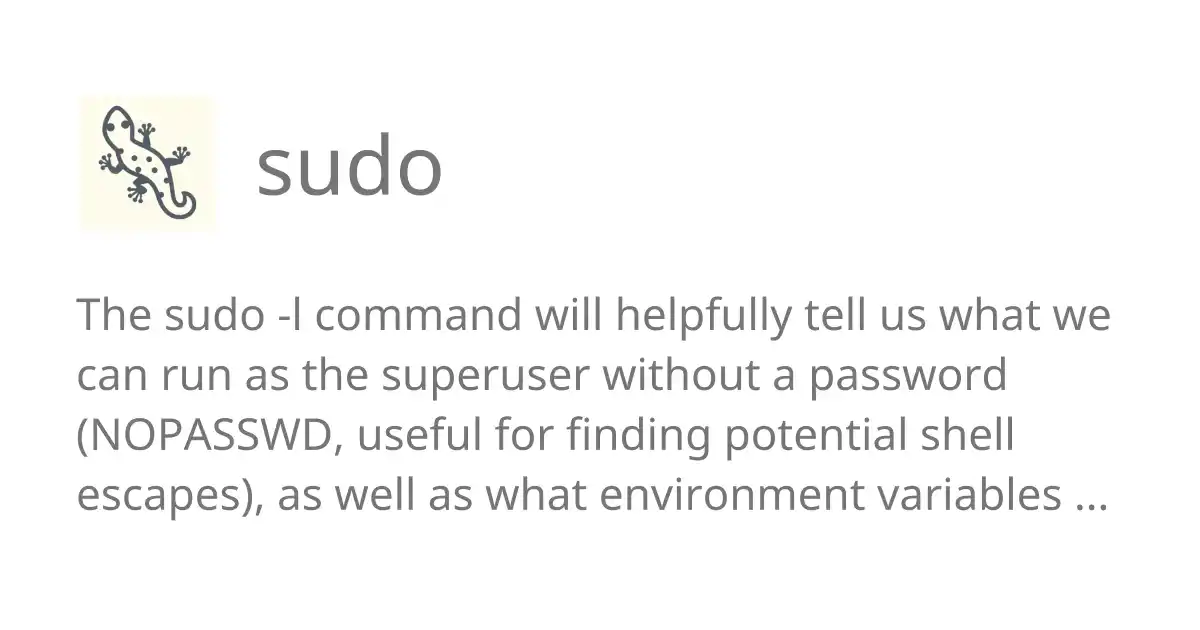 sudo
The sudo -l command will helpfully tell us what we
can run as the superuser without a password
(NOPASSWD, useful for finding potential shell
escapes), as well as what environment variables ...